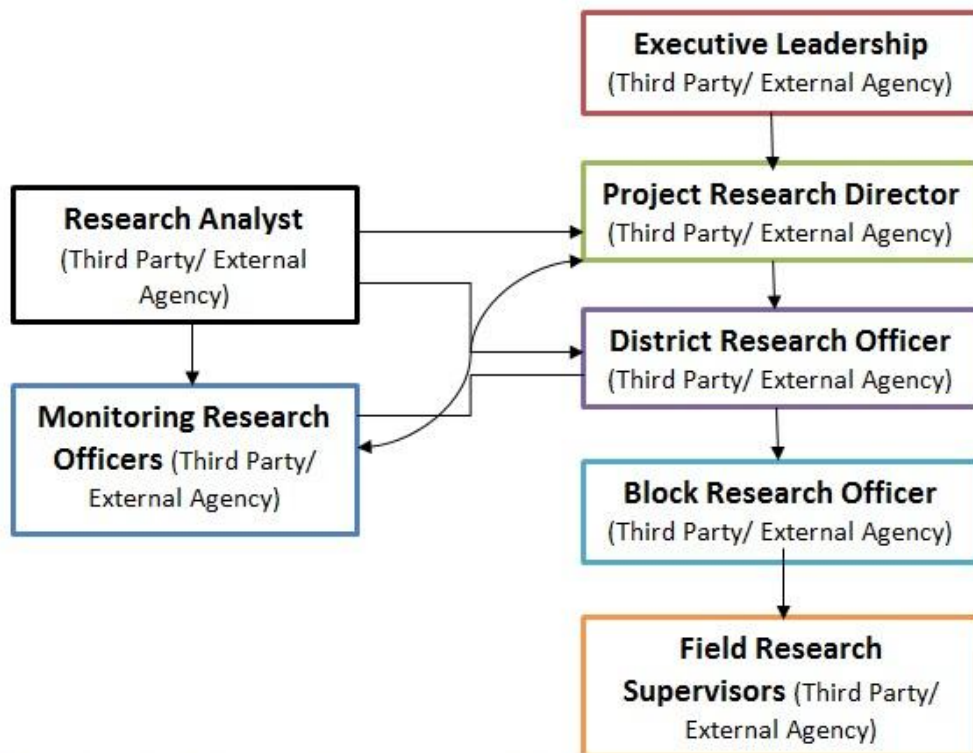 Executive Leadership
(Third Party/ External Agency)
Project Research Director
(Third Party/ External Agency)
Research Analyst
(Third Party/ External
Agency)
District Research Officer
(Third Party/ External Agency)
Monitoring Research
Officers (Third Party/
External Agency)
Block Research Officer
(Third Party/ External Agency)
Field Research
Supervisors (Third Party/
External Agency)